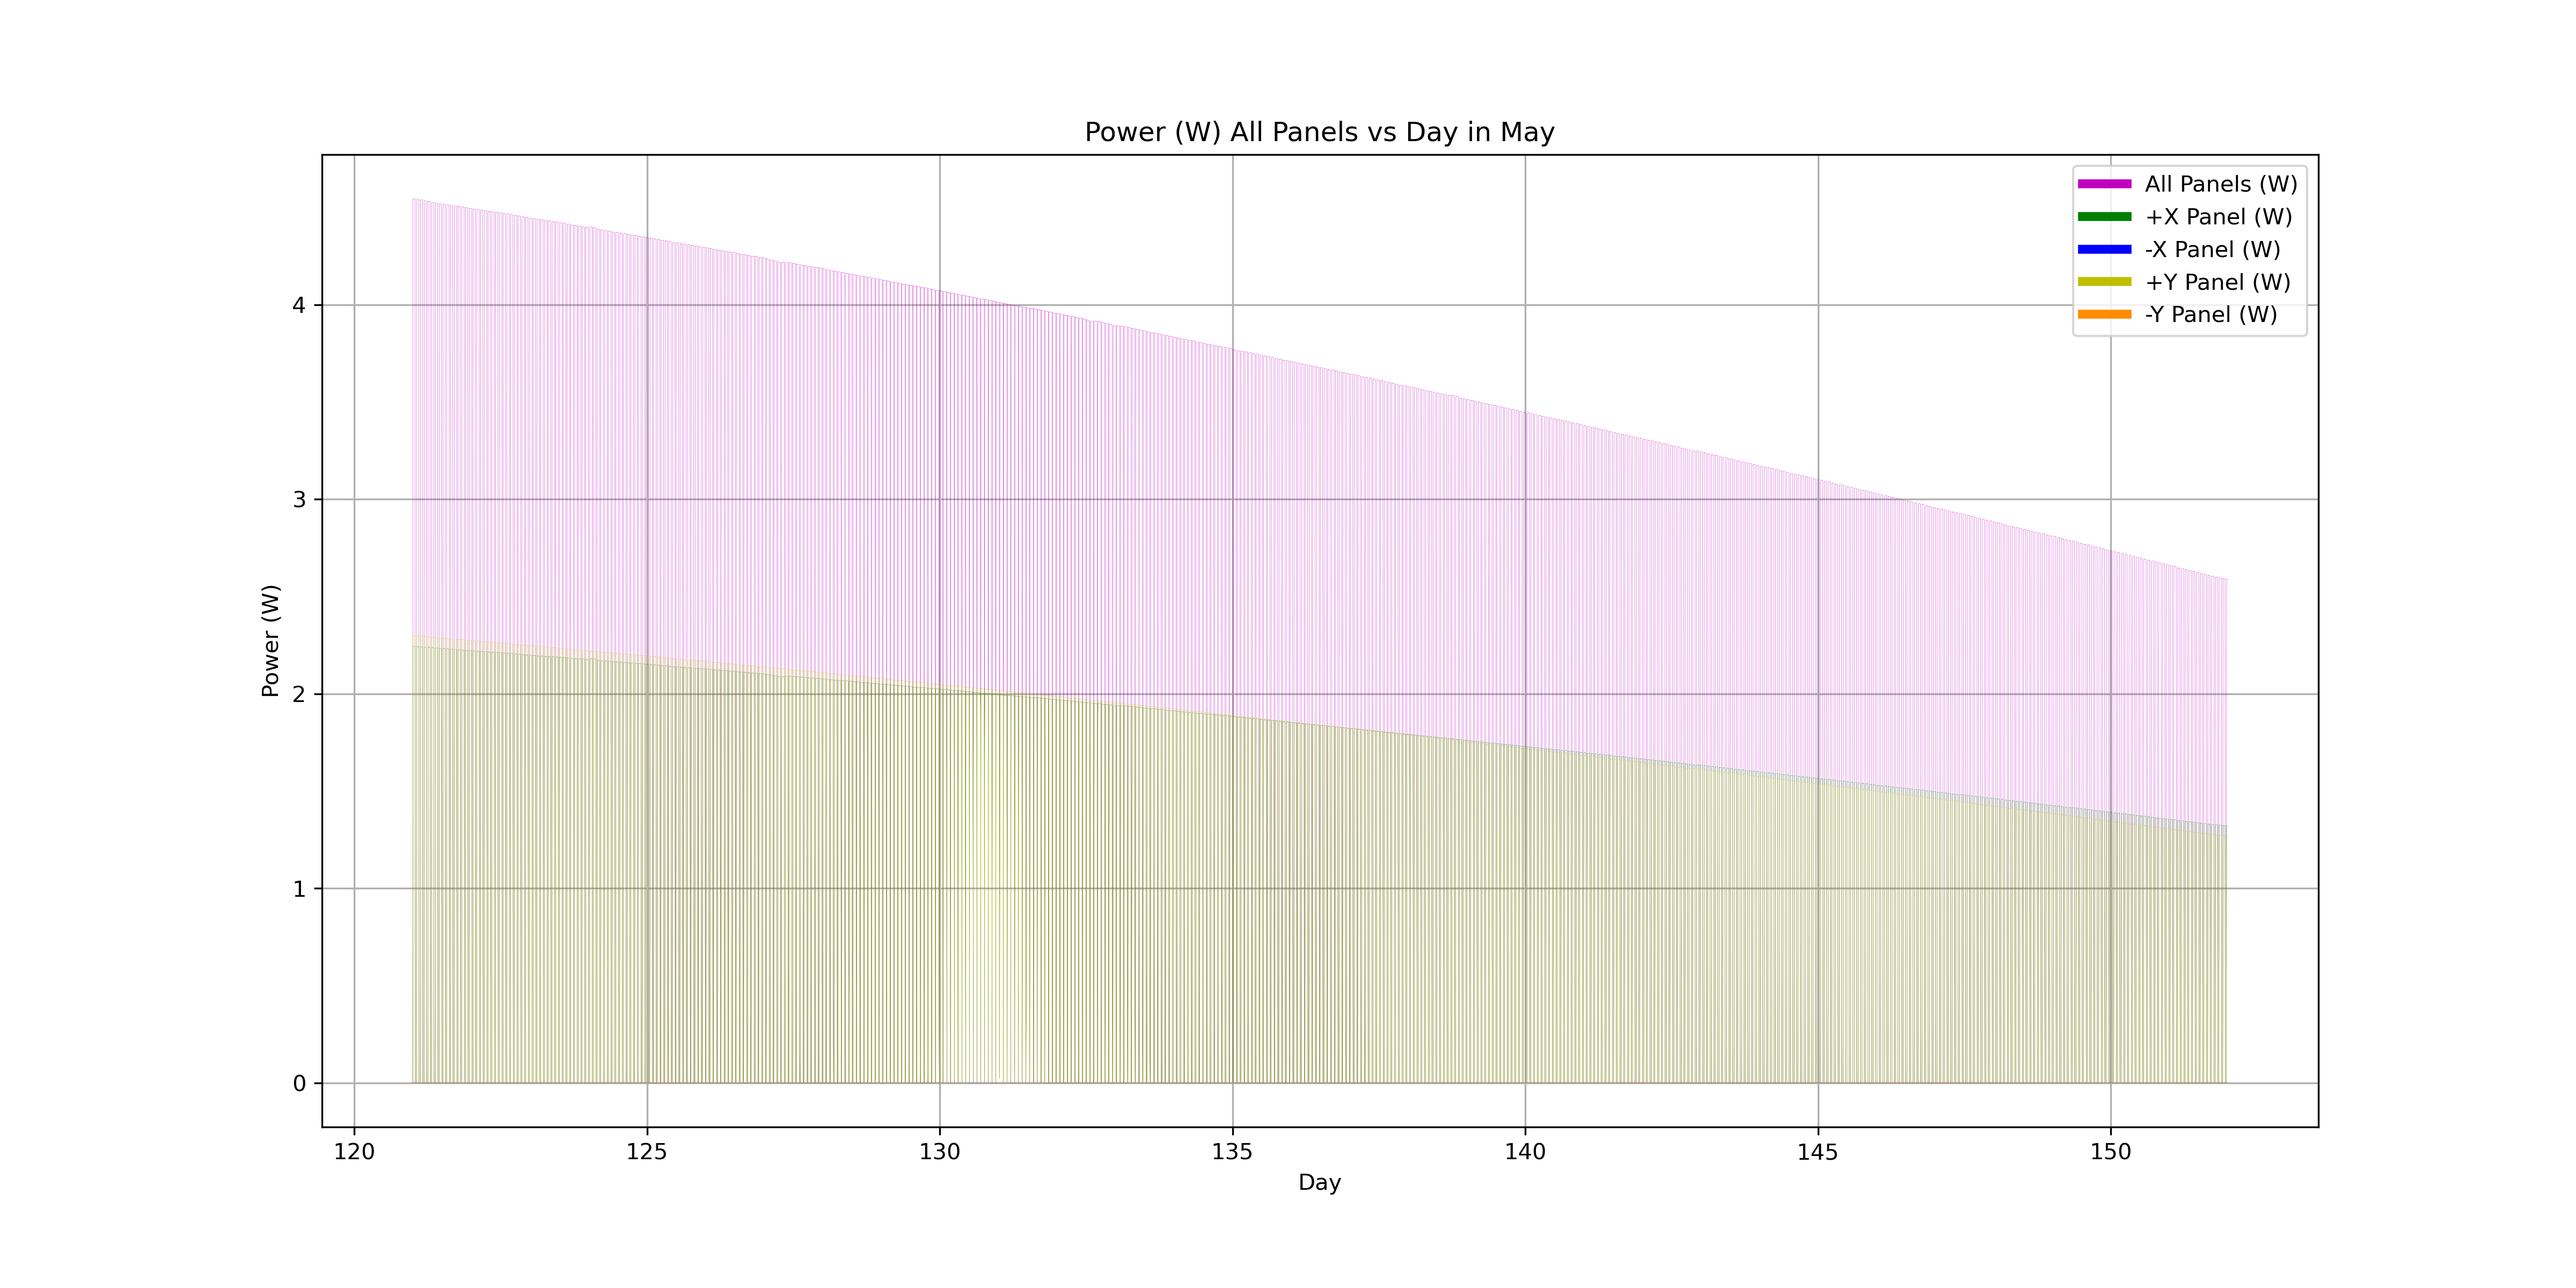 Power (W) All Panels vs Day in May
All Panels (W)
+X Panel (W)
-X Panel (W)
+Y Panel (W)
-Y Panel (W)
Power (W)
4
3
2
1
0
120 125 130 135 140 145 150
Day